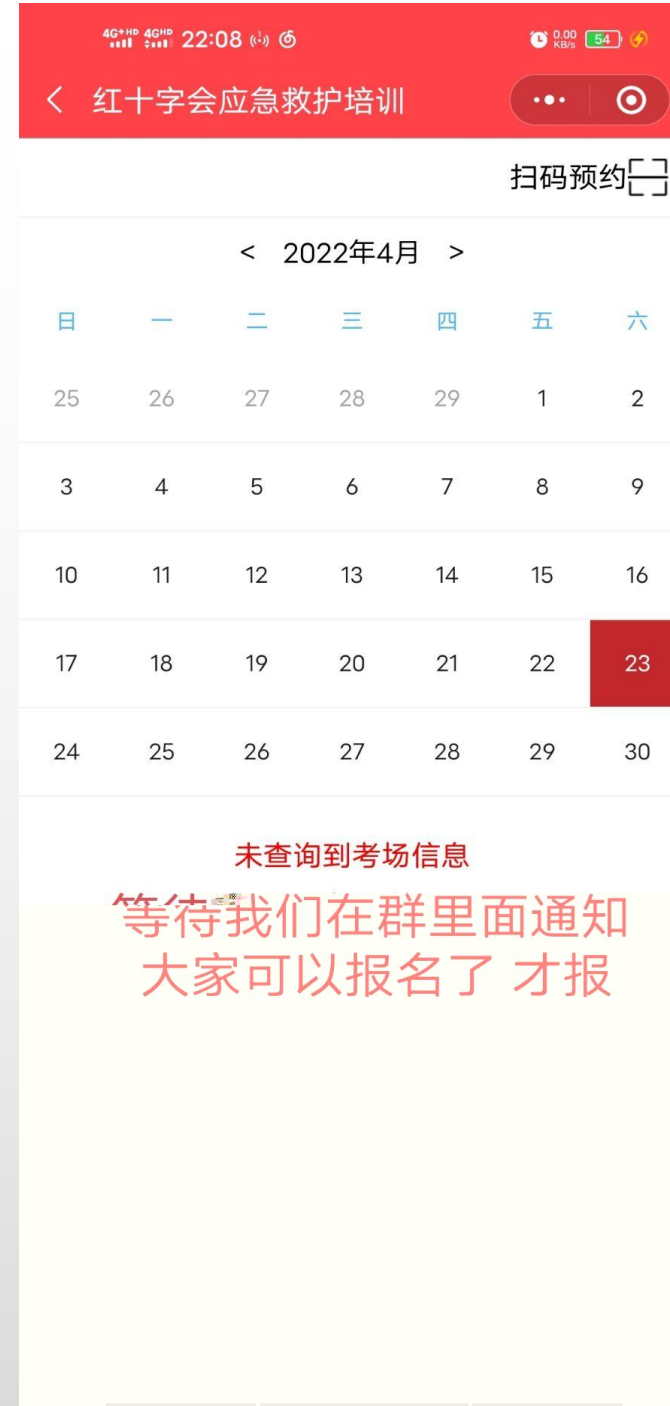 4G+HD 4GHD 22:08 0.00 KB/s 54
红十字会应急救护培训
扫码预约
< 2022年4月 >
日 一 二 三 四 五 六
25 26 27 28 29 1 2
3 4 5 6 7 8 9
10 11 12 13 14 15 16
17 18 19 20 21 22 23
24 25 26 27 28 29 30
未查询到考场信息
等待我们在群里面通知
大家可以报名了 才报